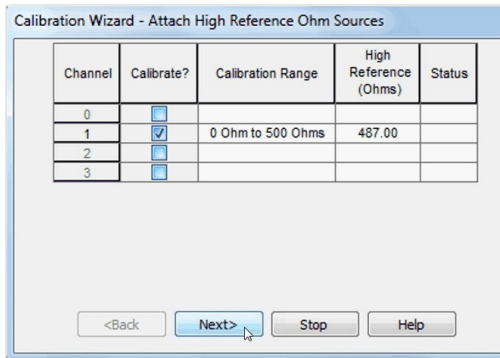 Calibration Wizard - Attach High Reference Ohm Sources
Channel Calibrate? Calibration Range High Reference (Ohms) Status
0
1 0 Ohm to 500 Ohms 487.00
2
3
<Back Next> Stop Help